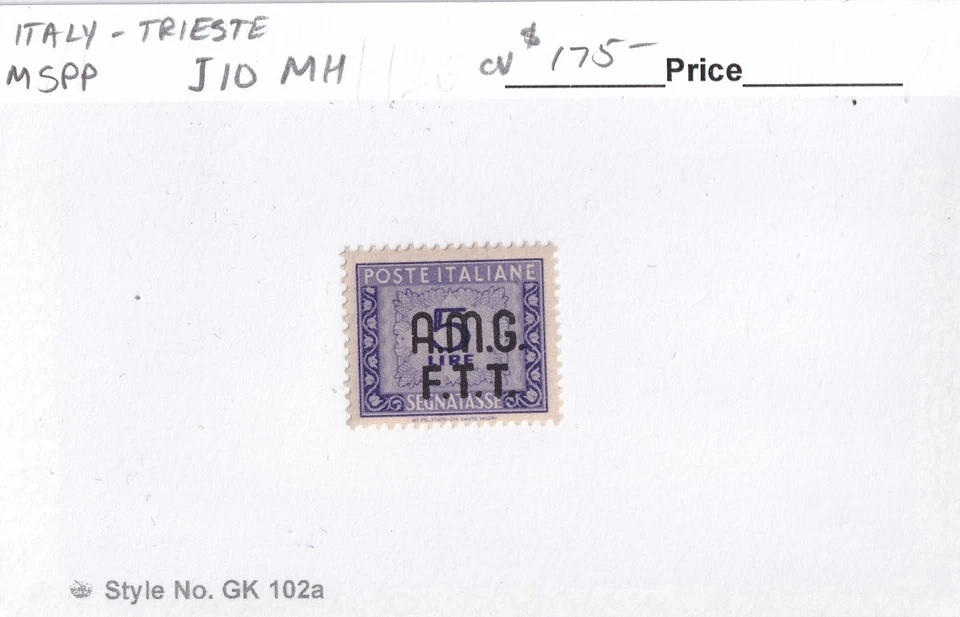 ITALY - TRIESTE
MSPP J10 MH CV $175- Price
POSTE ITALIANE
5
LIRE
A.M.G.
F.T.T.
SEGNATASSE
Style No. GK 102a